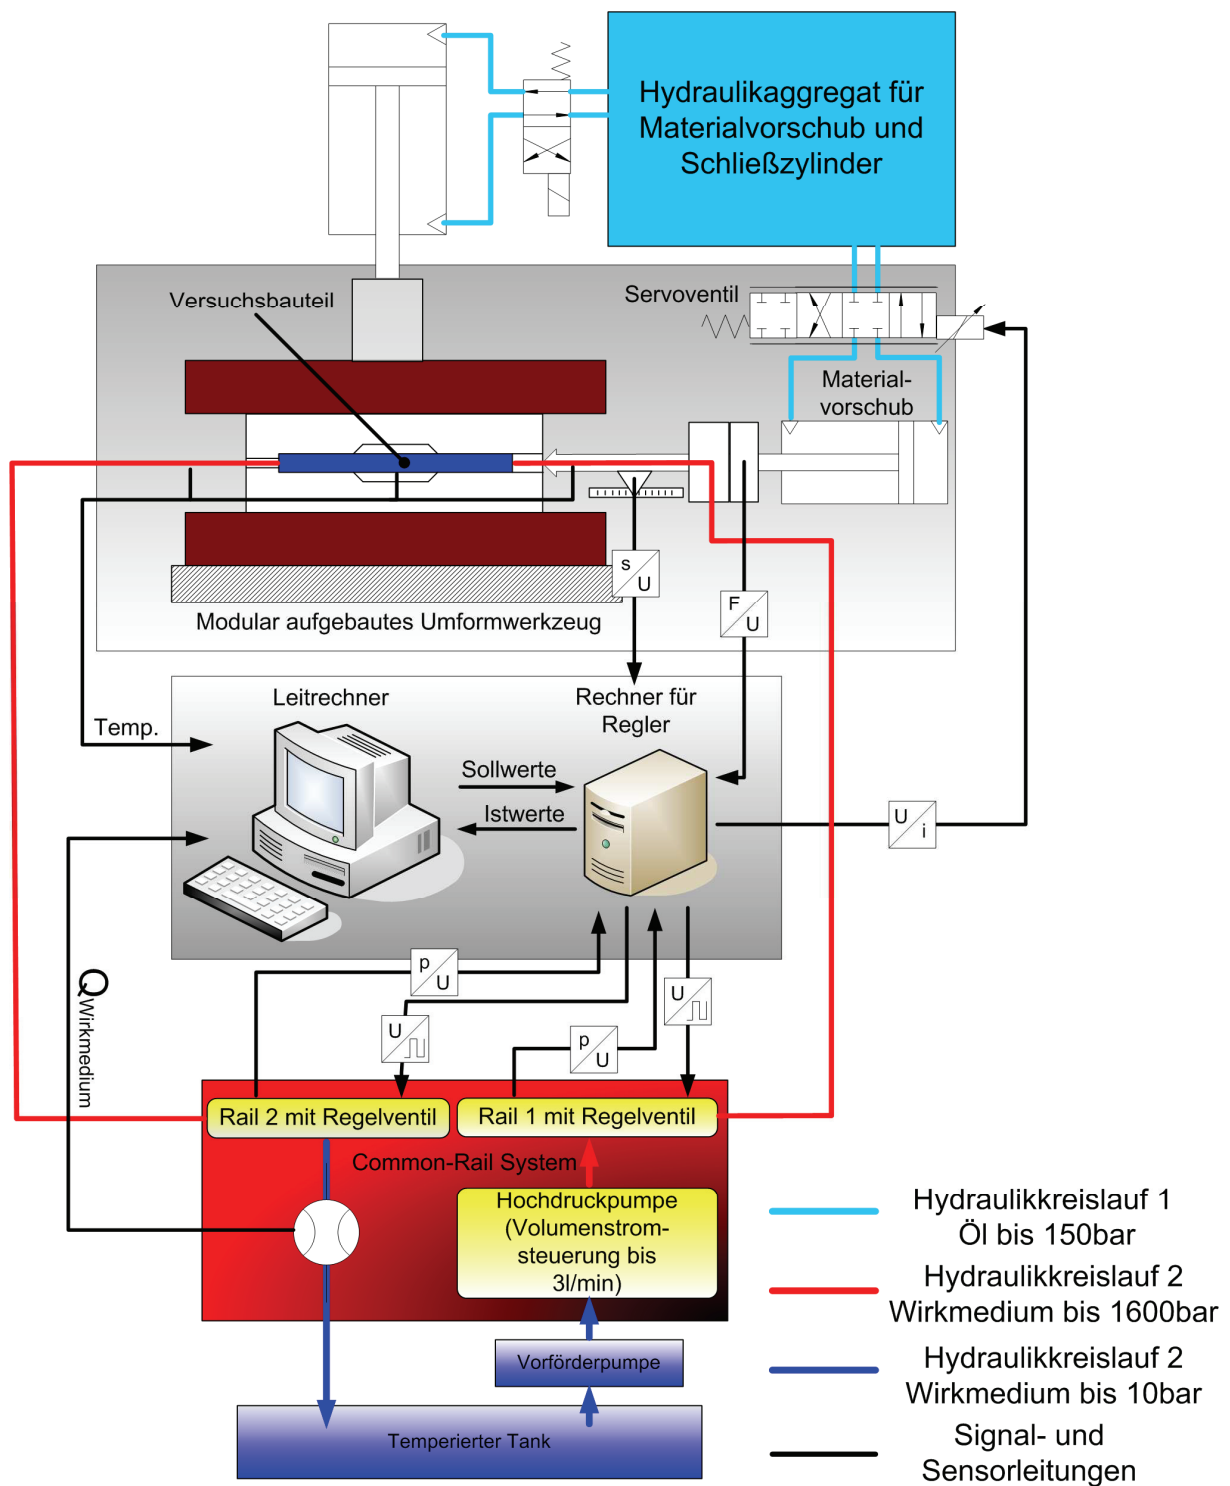 Hydraulikaggregat für
Materialvorschub und
Schließzylinder
Versuchsbauteil
Servoventil
Material-
vorschub
s
U
F
U
Modular aufgebautes Umformwerkzeug
Leitrechner
Rechner für
Regler
Temp.
Sollwerte
Istwerte
U
i
QWirkmedium
p
U
U
U
p
U
Rail 2 mit Regelventil
Rail 1 mit Regelventil
Common-Rail System
Hochdruckpumpe
(Volumenstrom-
steuerung bis
3l/min)
Vorförderpumpe
Temperierter Tank
Hydraulikkreislauf 1
Öl bis 150bar
Hydraulikkreislauf 2
Wirkmedium bis 1600bar
Hydraulikkreislauf 2
Wirkmedium bis 10bar
Signal- und
Sensorleitungen